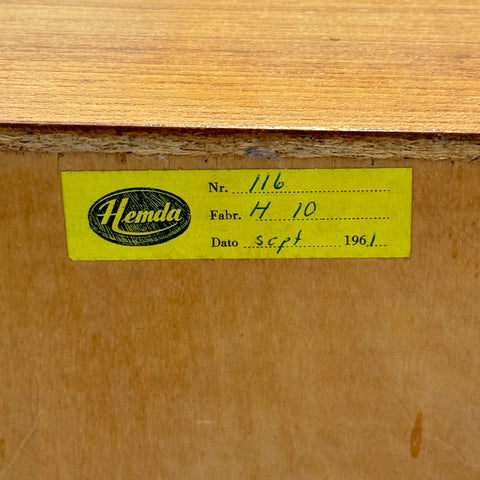 Hemda
Nr. 116
Fabr. H 10
Dato sept 1961